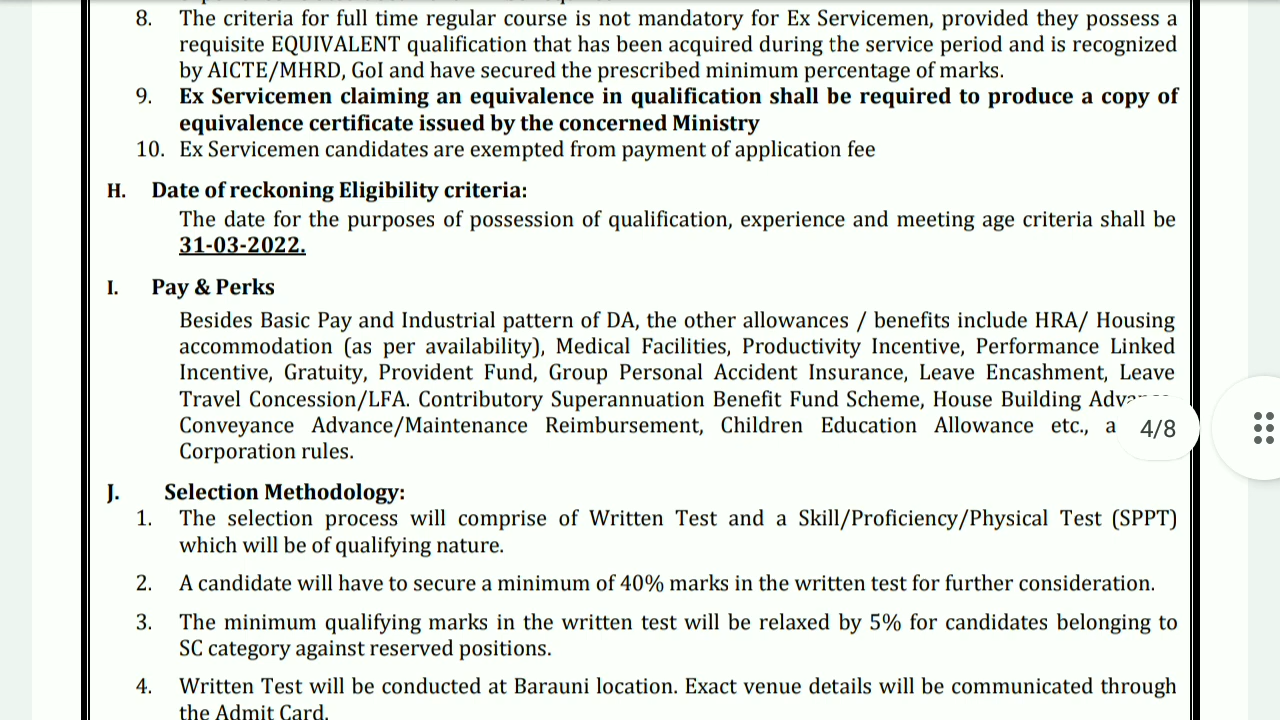 8. The criteria for full time regular course is not mandatory for Ex Servicemen, provided they possess a
requisite EQUIVALENT qualification that has been acquired during the service period and is recognized
by AICTE/MHRD, GoI and have secured the prescribed minimum percentage of marks.
9. Ex Servicemen claiming an equivalence in qualification shall be required to produce a copy of
equivalence certificate issued by the concerned Ministry
10. Ex Servicemen candidates are exempted from payment of application fee
H. Date of reckoning Eligibility criteria:
The date for the purposes of possession of qualification, experience and meeting age criteria shall be
31-03-2022.
I. Pay & Perks
Besides Basic Pay and Industrial pattern of DA, the other allowances / benefits include HRA/ Housing
accommodation (as per availability), Medical Facilities, Productivity Incentive, Performance Linked
Incentive, Gratuity, Provident Fund, Group Personal Accident Insurance, Leave Encashment, Leave
Travel Concession/LFA. Contributory Superannuation Benefit Fund Scheme, House Building
Conveyance Advance/Maintenance Reimbursement, Children Education Allowance etc., a 4/8
Corporation rules.
J. Selection Methodology:
1. The selection process will comprise of Written Test and a Skill/Proficiency/Physical Test (SPPT)
which will be of qualifying nature.
2. A candidate will have to secure a minimum of 40% marks in the written test for further consideration.
3. The minimum qualifying marks in the written test will be relaxed by 5% for candidates belonging to
SC category against reserved positions.
4. Written Test will be conducted at Barauni location. Exact venue details will be communicated through
the Admit Card.